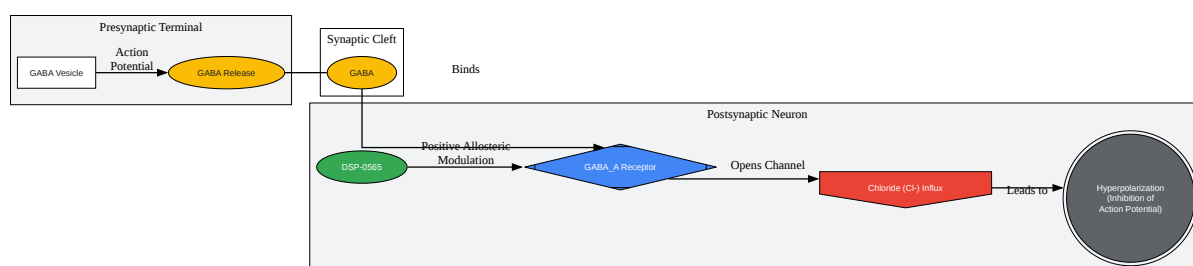 Presynaptic Terminal
GABA Vesicle
Action
Potential
GABA Release
Synaptic Cleft
GABA
Binds
Postsynaptic Neuron
DSP-0565
Positive Allosteric
Modulation
GABA_A Receptor
Opens Channel
Chloride (Cl-) Influx
Leads to
Hyperpolarization
(Inhibition of
Action Potential)